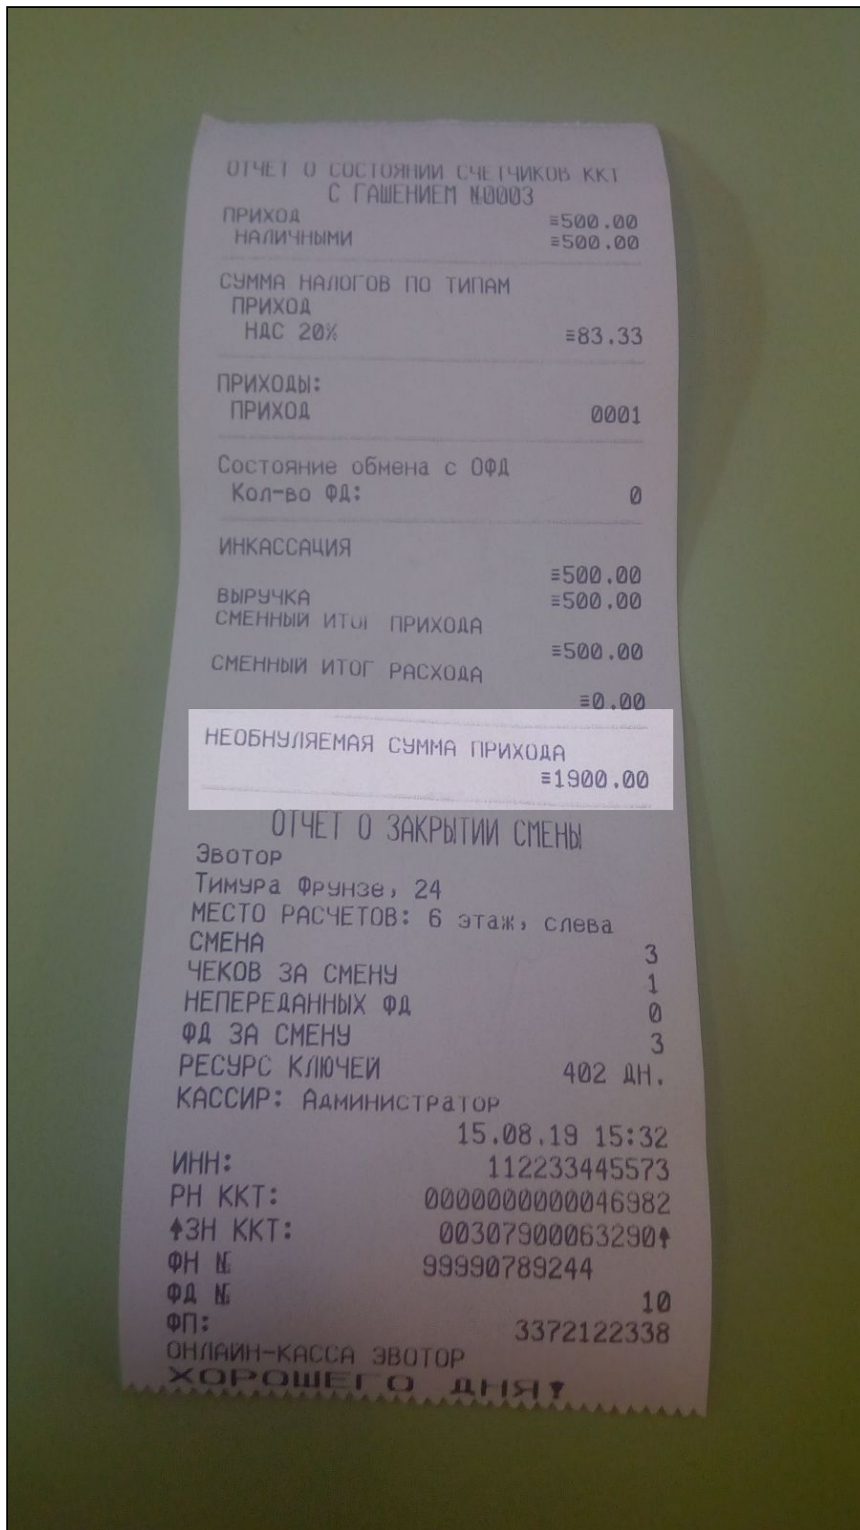 ОТЧЕТ О СОСТОЯНИИ СЧЕТЧИКОВ ККТ
С ГАШЕНИЕМ №0003
ПРИХОД ≡500.00
НАЛИЧНЫМИ ≡500.00
СУММА НАЛОГОВ ПО ТИПАМ
ПРИХОД
НДС 20% ≡83.33
ПРИХОДЫ:
ПРИХОД 0001
Состояние обмена с ОФД
Кол-во ФД: 0
ИНКАССАЦИЯ
≡500.00
ВЫРУЧКА ≡500.00
СМЕННЫЙ ИТОГ ПРИХОДА
≡500.00
СМЕННЫЙ ИТОГ РАСХОДА
≡0.00
НЕОБНУЛЯЕМАЯ СУММА ПРИХОДА
≡1900.00
ОТЧЕТ О ЗАКРЫТИИ СМЕНЫ
Эвотор
Тимура Фрунзе, 24
МЕСТО РАСЧЕТОВ: 6 этаж, слева
СМЕНА 3
ЧЕКОВ ЗА СМЕНУ 1
НЕПЕРЕДАННЫХ ФД 0
ФД ЗА СМЕНУ 3
РЕСУРС КЛЮЧЕЙ 402 ДН.
КАССИР: Администратор
15.08.19 15:32
ИНН: 112233445573
РН ККТ: 0000000000046982
↑ЗН ККТ: 00307900063290↑
ФН № 99990789244
ФД № 10
ФП: 3372122338
ОНЛАЙН-КАССА ЭВОТОР
ХОРОШЕГО ДНЯ!